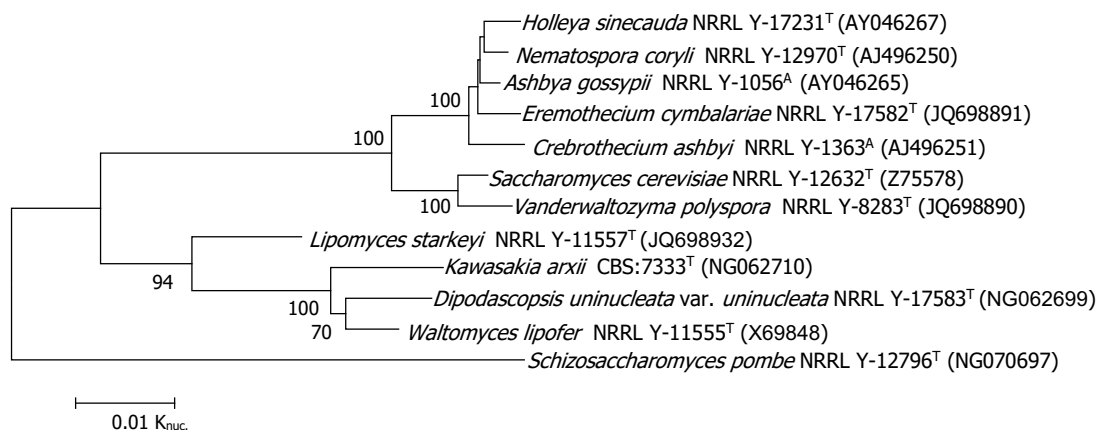 Holleya sinecauda NRRL Y-17231ᵀ (AY046267)
Nematospora coryli NRRL Y-12970ᵀ (AJ496250)
Ashbya gossypii NRRL Y-1056ᴬ (AY046265)
100
Eremothecium cymbalariae NRRL Y-17582ᵀ (JQ698891)
100
Crebrothecium ashbyi NRRL Y-1363ᴬ (AJ496251)
Saccharomyces cerevisiae NRRL Y-12632ᵀ (Z75578)
100
Vanderwaltozyma polyspora NRRL Y-8283ᵀ (JQ698890)
Lipomyces starkeyi NRRL Y-11557ᵀ (JQ698932)
94
Kawasakia arxii CBS:7333ᵀ (NG062710)
100
Dipodascopsis uninucleata var. uninucleata NRRL Y-17583ᵀ (NG062699)
70
Waltomyces lipofer NRRL Y-11555ᵀ (X69848)
Schizosaccharomyces pombe NRRL Y-12796ᵀ (NG070697)
0.01 Knuc.